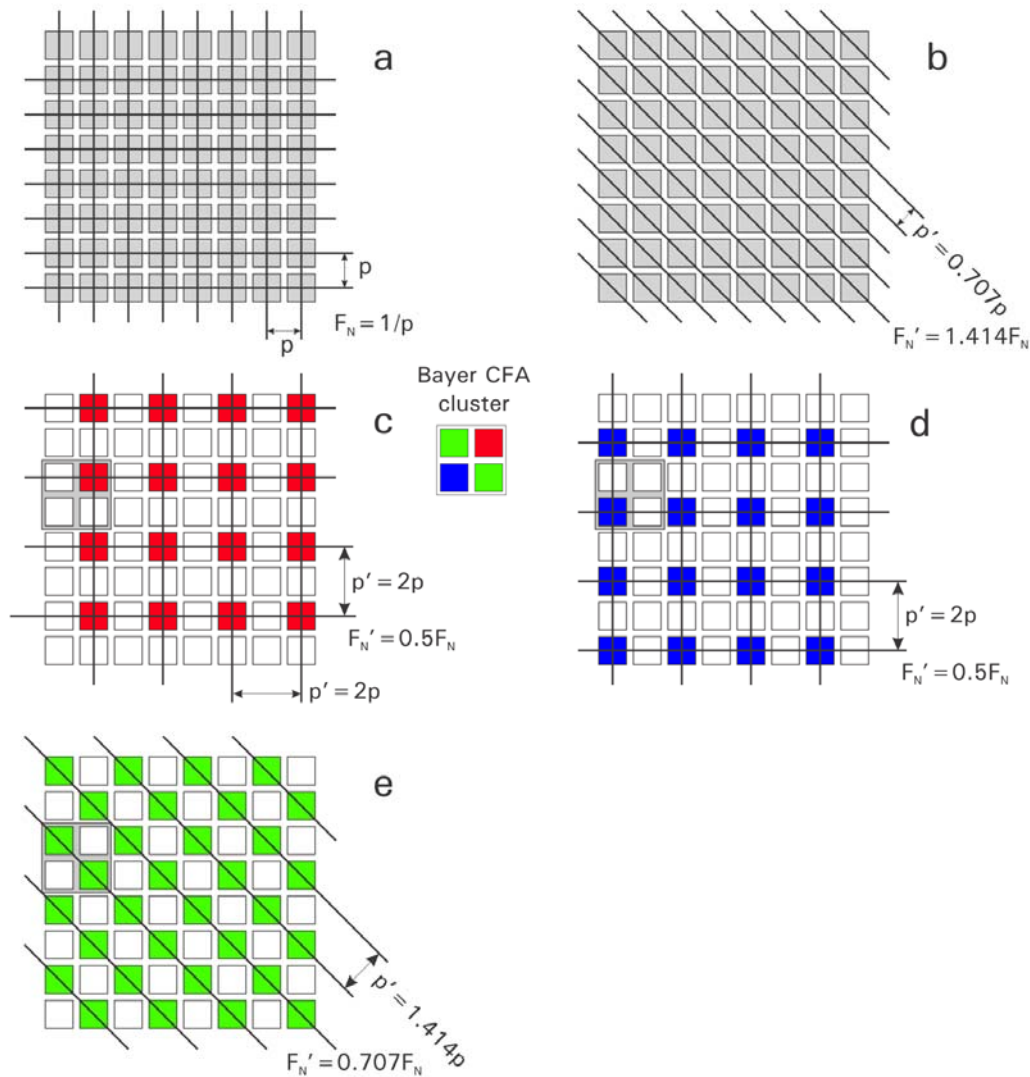 a
p
F_N = 1/p
p
b
p′ = 0.707p
F_N′ = 1.414F_N
c
p′ = 2p
F_N′ = 0.5F_N
p′ = 2p
Bayer CFA
cluster
d
p′ = 2p
F_N′ = 0.5F_N
e
p′ = 1.414p
F_N′ = 0.707F_N